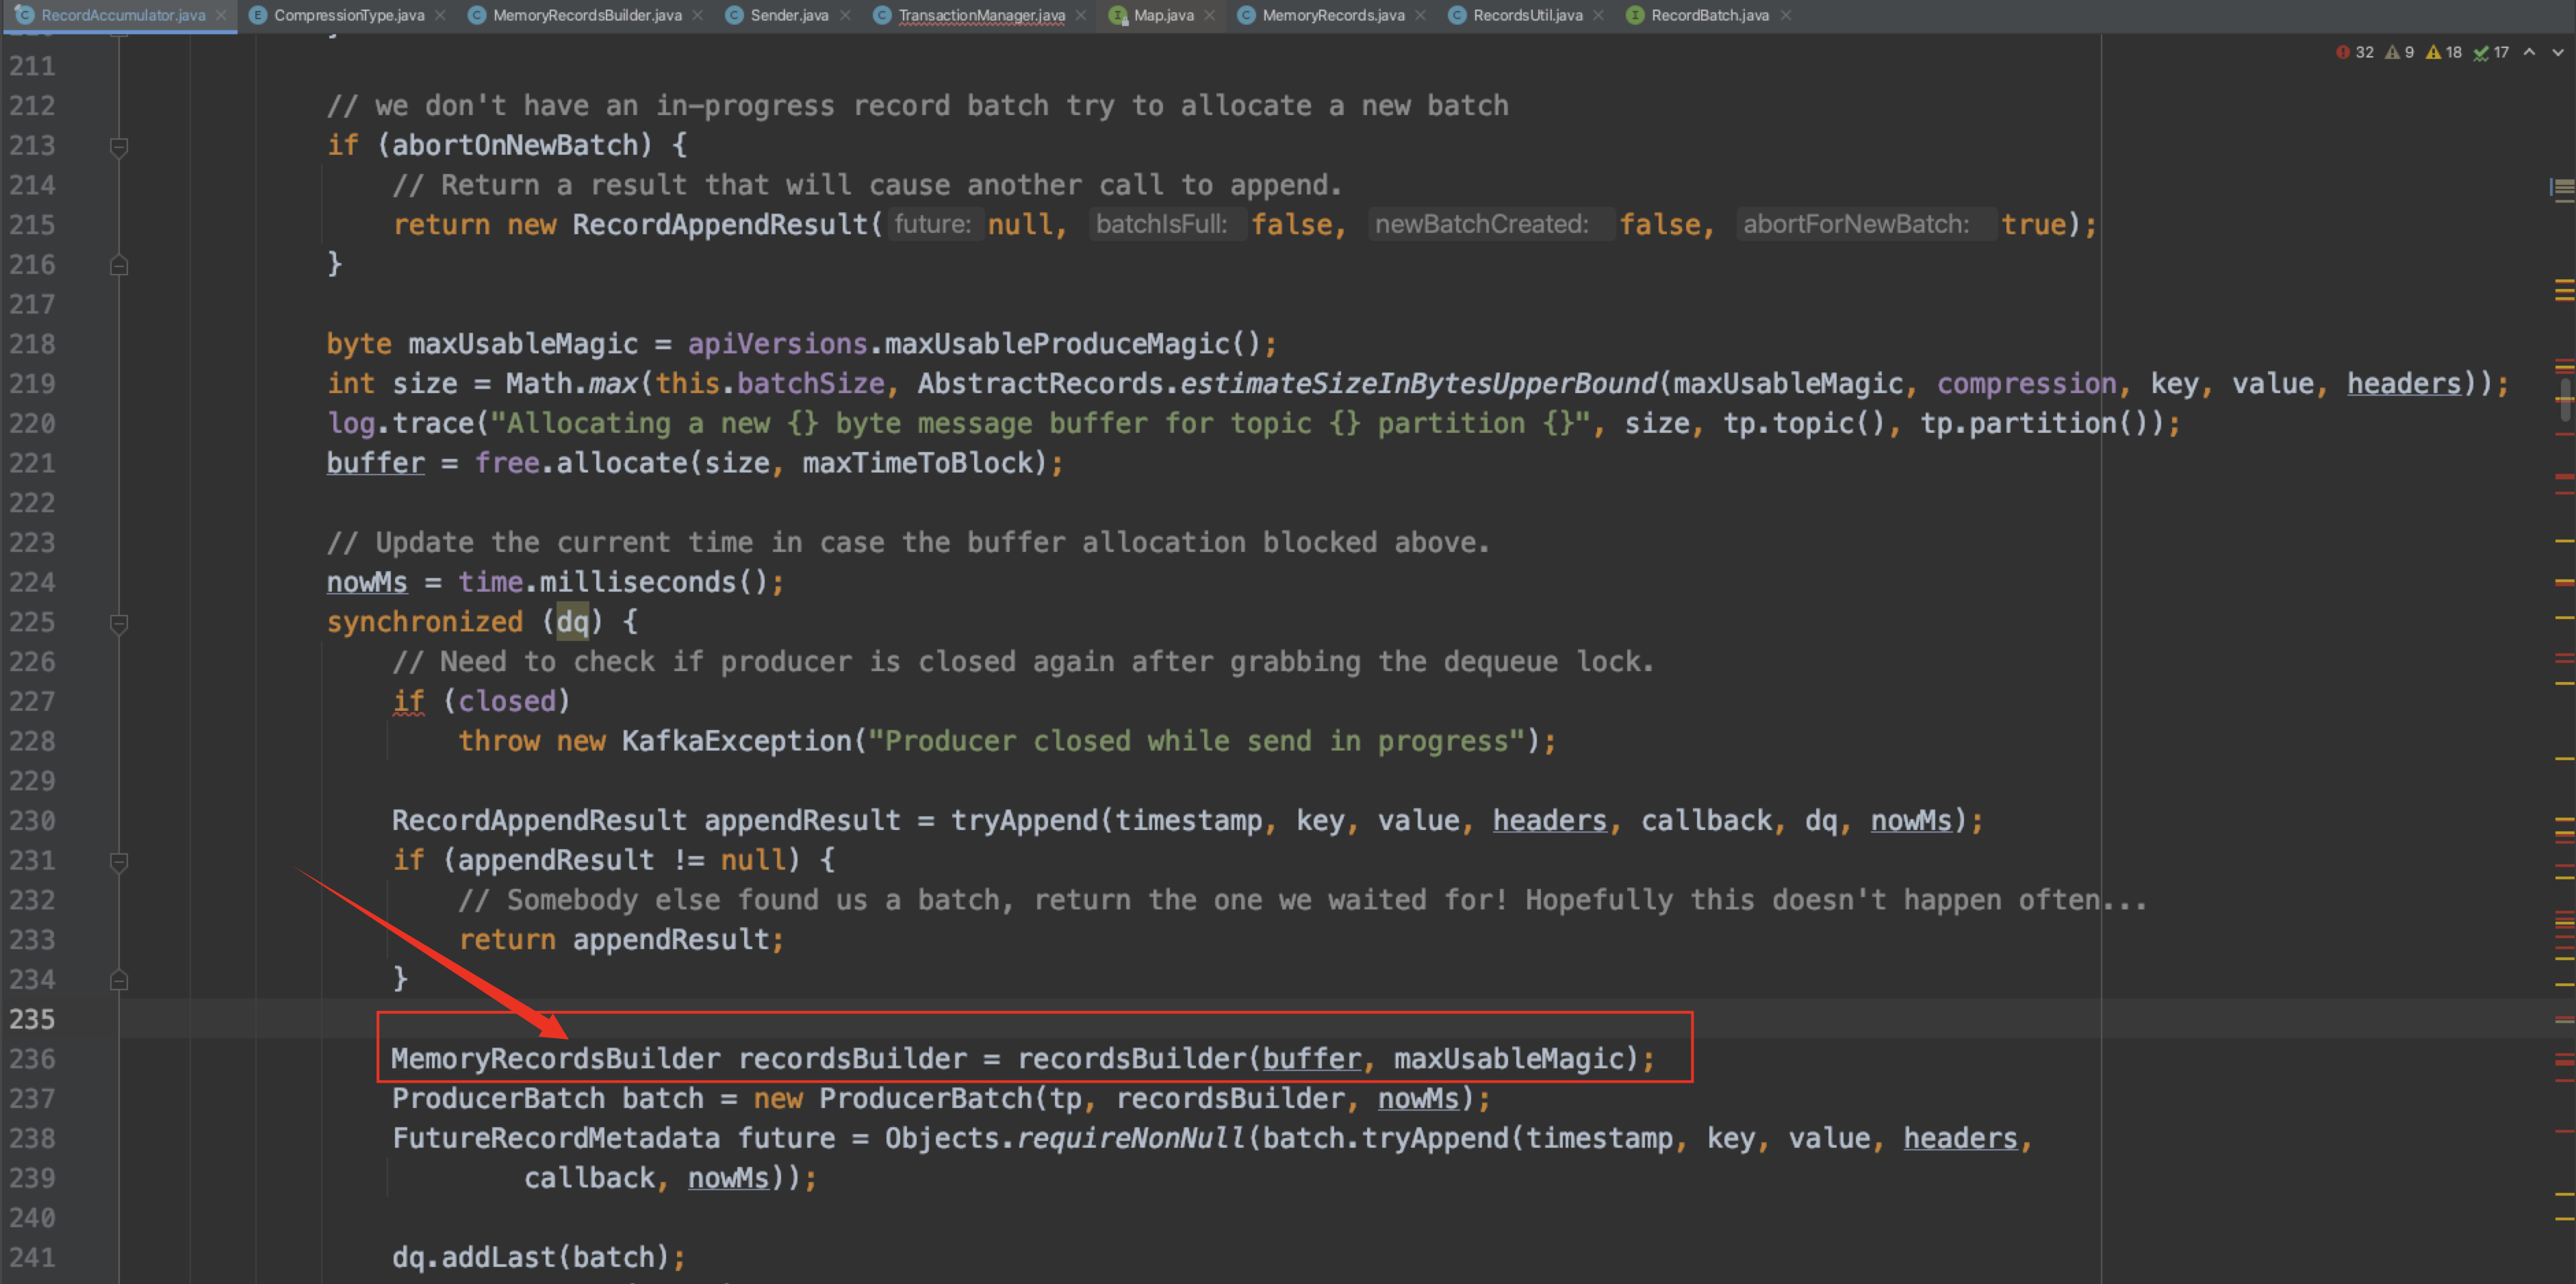 RecordAccumulator.java CompressionType.java MemoryRecordsBuilder.java Sender.java TransactionManager.java Map.java MemoryRecords.java RecordsUtil.java RecordBatch.java
32 9 18 17
211
212 // we don't have an in-progress record batch try to allocate a new batch
213 if (abortOnNewBatch) {
214 // Return a result that will cause another call to append.
215 return new RecordAppendResult( future: null, batchIsFull: false, newBatchCreated: false, abortForNewBatch: true);
216 }
217
218 byte maxUsableMagic = apiVersions.maxUsableProduceMagic();
219 int size = Math.max(this.batchSize, AbstractRecords.estimateSizeInBytesUpperBound(maxUsableMagic, compression, key, value, headers));
220 log.trace("Allocating a new {} byte message buffer for topic {} partition {}", size, tp.topic(), tp.partition());
221 buffer = free.allocate(size, maxTimeToBlock);
222
223 // Update the current time in case the buffer allocation blocked above.
224 nowMs = time.milliseconds();
225 synchronized (dq) {
226 // Need to check if producer is closed again after grabbing the dequeue lock.
227 if (closed)
228 throw new KafkaException("Producer closed while send in progress");
229
230 RecordAppendResult appendResult = tryAppend(timestamp, key, value, headers, callback, dq, nowMs);
231 if (appendResult != null) {
232 // Somebody else found us a batch, return the one we waited for! Hopefully this doesn't happen often...
233 return appendResult;
234 }
235
236 MemoryRecordsBuilder recordsBuilder = recordsBuilder(buffer, maxUsableMagic);
237 ProducerBatch batch = new ProducerBatch(tp, recordsBuilder, nowMs);
238 FutureRecordMetadata future = Objects.requireNonNull(batch.tryAppend(timestamp, key, value, headers,
239 callback, nowMs));
240
241 dq.addLast(batch);